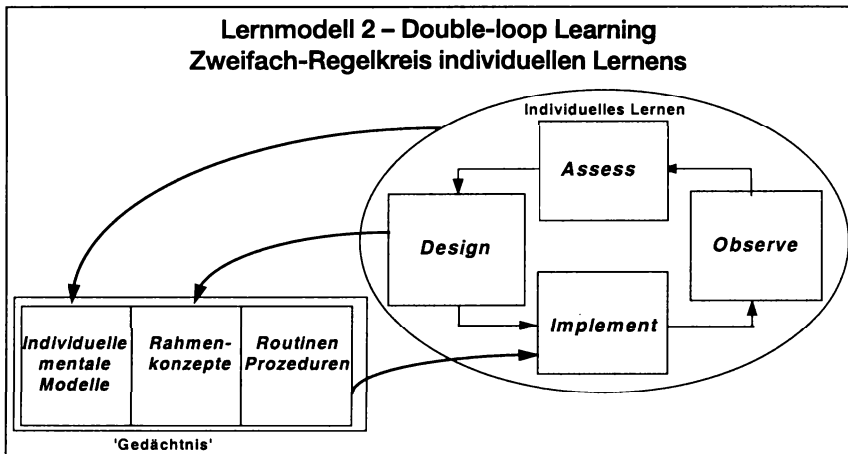 Lernmodell 2 – Double-loop Learning
Zweifach-Regelkreis individuellen Lernens
Individuelles Lernen
Assess
Design
Observe
Implement
Individuelle
mentale
Modelle
Rahmen-
konzepte
Routinen
Prozeduren
'Gedächtnis'